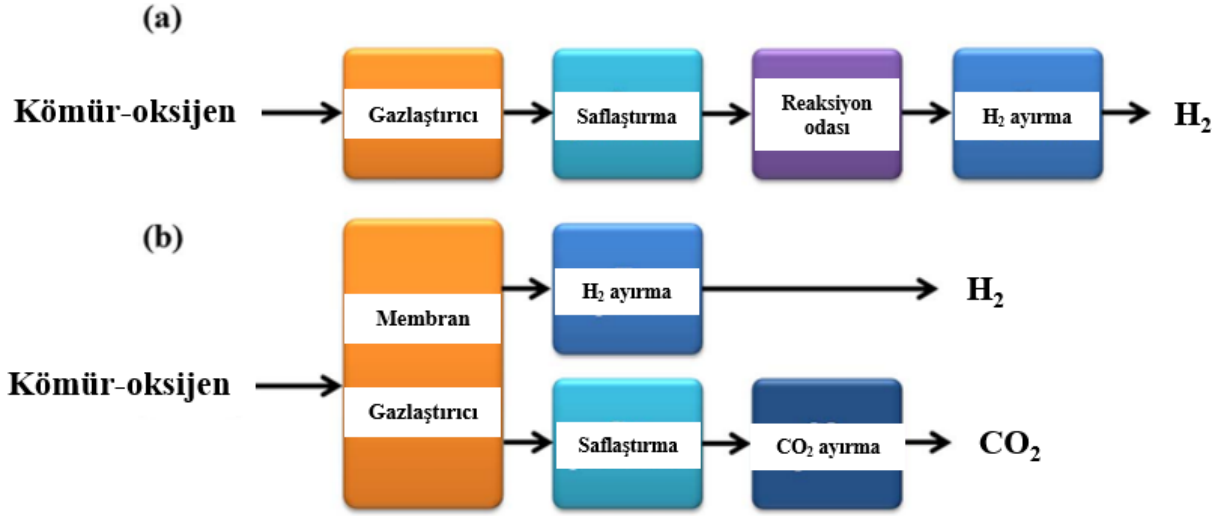 (a)
Kömür-oksijen
Gazlaştırıcı
Saflaştırma
Reaksiyon
odası
H₂ ayırma
H₂
(b)
Kömür-oksijen
Membran
Gazlaştırıcı
H₂ ayırma
H₂
Saflaştırma
CO₂ ayırma
CO₂